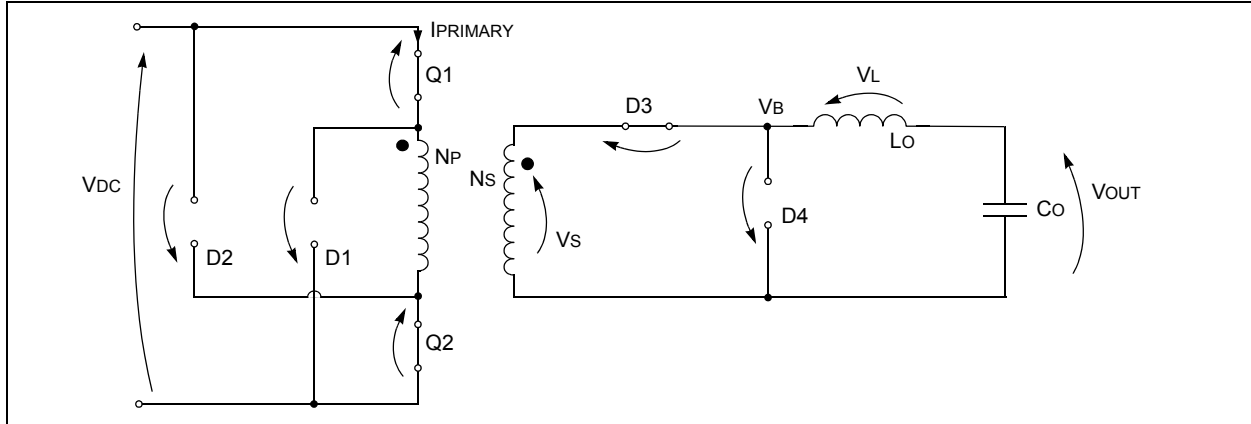 IPRIMARY
Q1
VL
D3
VB
LO
NP
NS
VDC
D2
D1
VS
D4
CO
VOUT
Q2